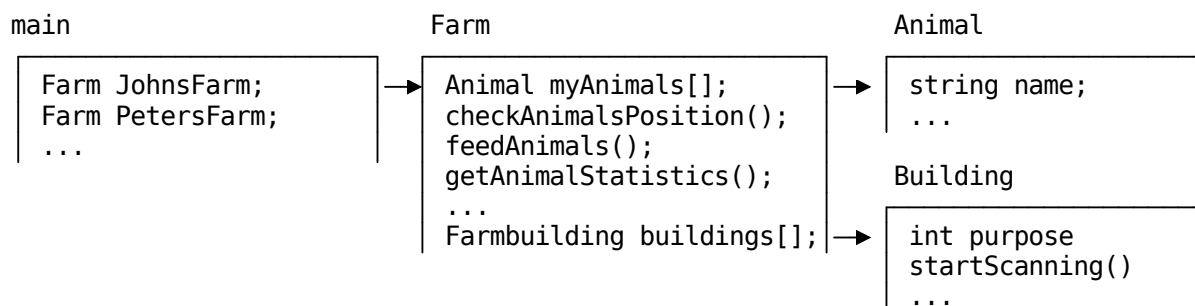 main
Farm JohnsFarm;
Farm PetersFarm;
...
Farm
Animal myAnimals[];
checkAnimalsPosition();
feedAnimals();
getAnimalStatistics();
...
Farmbuilding buildings[];
Animal
string name;
...
Building
int purpose
startScanning()
...